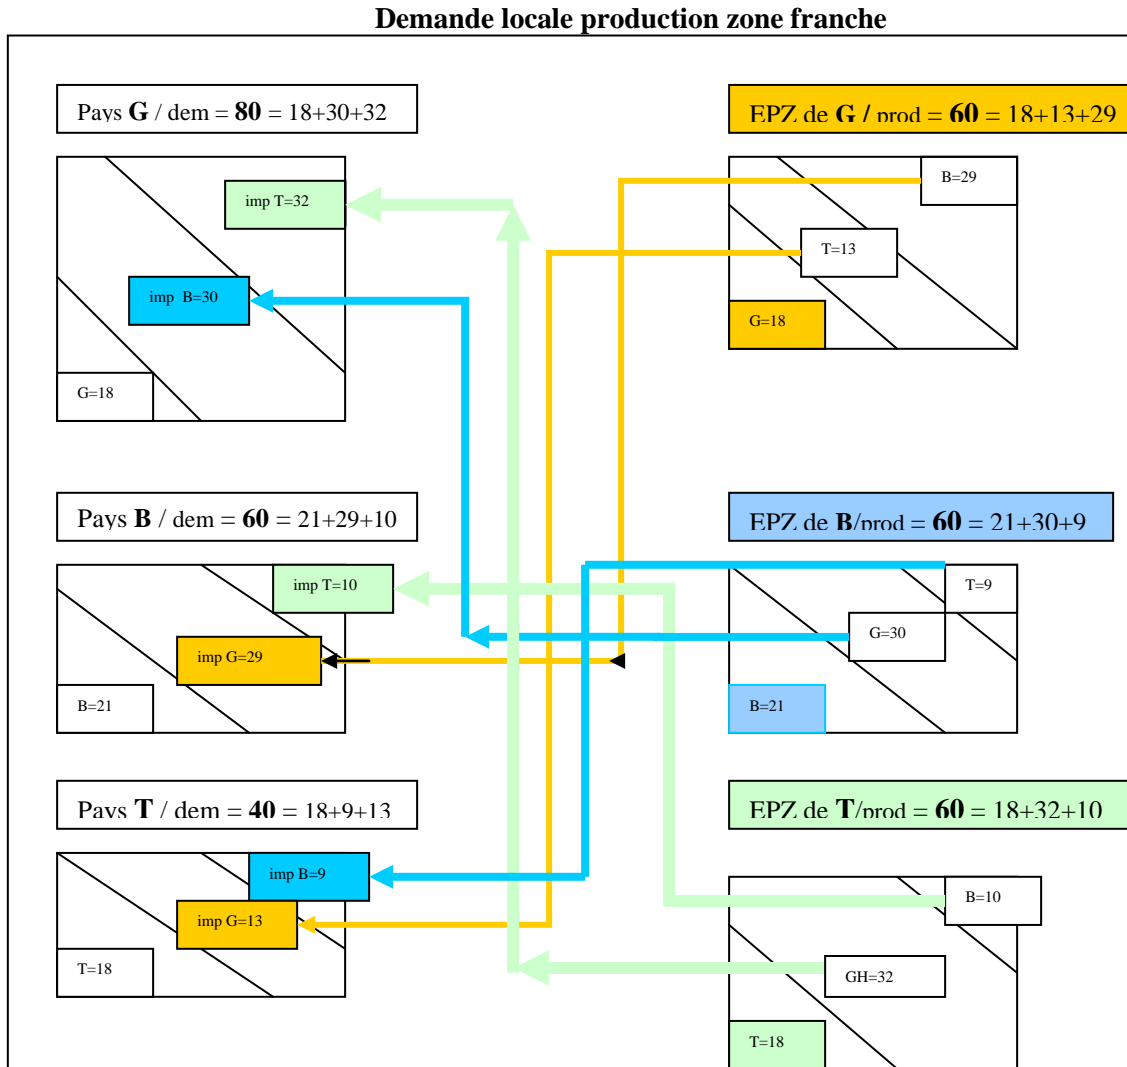 Demande locale production zone franche
Pays G / dem = 80 = 18+30+32
EPZ de G / prod = 60 = 18+13+29
imp T=32
imp B=30
G=18
B=29
T=13
G=18
Pays B / dem = 60 = 21+29+10
EPZ de B/prod = 60 = 21+30+9
imp T=10
imp G=29
B=21
T=9
G=30
B=21
Pays T / dem = 40 = 18+9+13
EPZ de T/prod = 60 = 18+32+10
imp B=9
imp G=13
T=18
B=10
GH=32
T=18